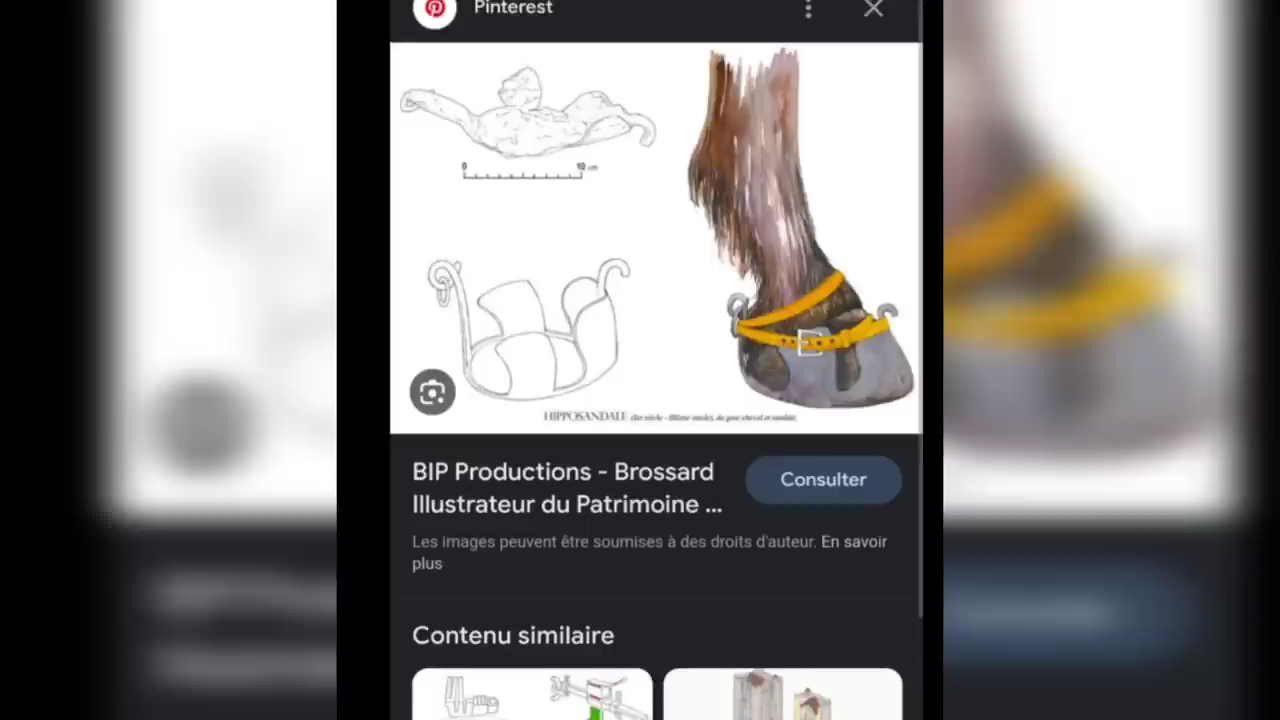 Pinterest
0 10 cm
HIPPOSANDALE
BIP Productions - Brossard
Illustrateur du Patrimoine ...
Consulter
Les images peuvent être soumises à des droits d'auteur. En savoir
plus
Contenu similaire